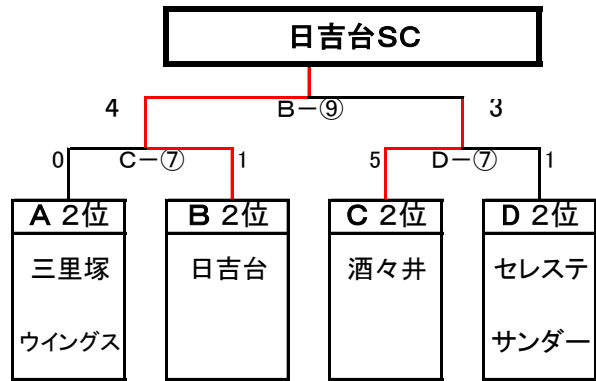 日吉台SC
4 B-⑨ 3
0 C-⑦ 1 5 D-⑦ 1
A 2位 B 2位 C 2位 D 2位
三里塚 日吉台 酒々井 セレステ
ウイングス サンダー